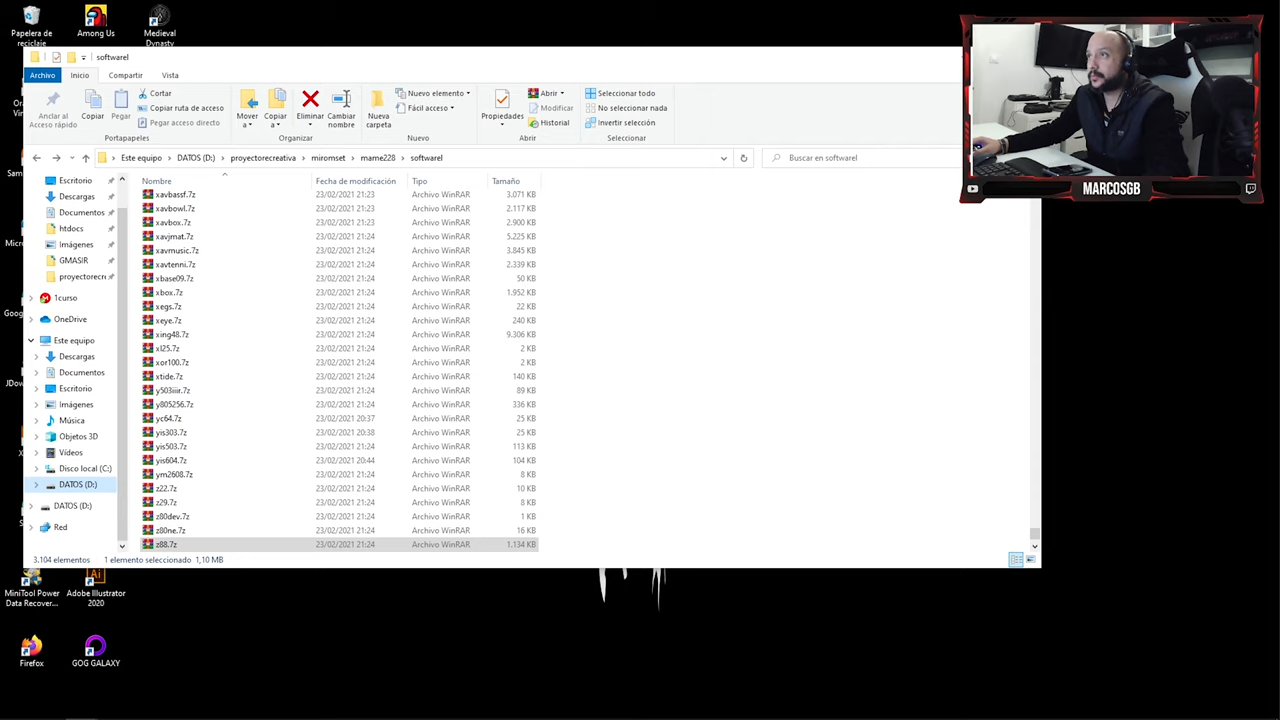 Papelera de reciclaje
Among Us
Medieval Dynasty
softwarel
Archivo Inicio Compartir Vista
Anclar al Acceso rápido
Copiar
Pegar
Cortar
Copiar ruta de acceso
Pegar acceso directo
Portapapeles
Mover a
Copiar a
Eliminar
Cambiar nombre
Organizar
Nueva carpeta
Nuevo elemento
Fácil acceso
Nuevo
Propiedades
Abrir
Modificar
Historial
Abrir
Seleccionar todo
No seleccionar nada
Invertir selección
Seleccionar
Este equipo DATOS (D:) proyectorecreativa miromset mame228 softwarel
Buscar en softwarel
MARCOSGB
Escritorio
Descargas
Documentos
htdocs
Imágenes
GMASIR
proyectorecre
1curso
OneDrive
Este equipo
Descargas
Documentos
Escritorio
Imágenes
Música
Objetos 3D
Vídeos
Disco local (C:)
DATOS (D:)
DATOS (D:)
Red
Nombre Fecha de modificación Tipo Tamaño
xavbassf.7z 23/02/2021 21:23 Archivo WinRAR 3.071 KB
xavbowl.7z 23/02/2021 21:23 Archivo WinRAR 2.117 KB
xavbox.7z 23/02/2021 21:23 Archivo WinRAR 2.900 KB
xavjmat.7z 23/02/2021 21:24 Archivo WinRAR 5.225 KB
xavmusic.7z 23/02/2021 21:24 Archivo WinRAR 3.845 KB
xavtenni.7z 23/02/2021 21:24 Archivo WinRAR 2.339 KB
xbase09.7z 23/02/2021 21:24 Archivo WinRAR 50 KB
xbox.7z 23/02/2021 21:24 Archivo WinRAR 1.952 KB
xegs.7z 23/02/2021 21:24 Archivo WinRAR 22 KB
xeye.7z 23/02/2021 21:24 Archivo WinRAR 240 KB
xing48.7z 23/02/2021 21:24 Archivo WinRAR 9.306 KB
xl25.7z 23/02/2021 21:24 Archivo WinRAR 2 KB
xor100.7z 23/02/2021 21:24 Archivo WinRAR 2 KB
xtide.7z 23/02/2021 21:24 Archivo WinRAR 140 KB
y503iiir.7z 23/02/2021 21:24 Archivo WinRAR 89 KB
y805256.7z 23/02/2021 21:24 Archivo WinRAR 336 KB
yc64.7z 23/02/2021 20:37 Archivo WinRAR 25 KB
yis303.7z 23/02/2021 20:38 Archivo WinRAR 25 KB
yis503.7z 23/02/2021 21:24 Archivo WinRAR 113 KB
yis604.7z 23/02/2021 20:44 Archivo WinRAR 104 KB
ym2608.7z 23/02/2021 21:24 Archivo WinRAR 8 KB
z22.7z 23/02/2021 21:24 Archivo WinRAR 10 KB
z29.7z 23/02/2021 21:24 Archivo WinRAR 8 KB
z80dev.7z 23/02/2021 21:24 Archivo WinRAR 1 KB
z80ne.7z 23/02/2021 21:24 Archivo WinRAR 16 KB
z88.7z 23/02/2021 21:24 Archivo WinRAR 1.134 KB
3.104 elementos 1 elemento seleccionado 1,10 MB
MiniTool Power Data Recover...
Ai
Adobe Illustrator 2020
Firefox
GOG GALAXY